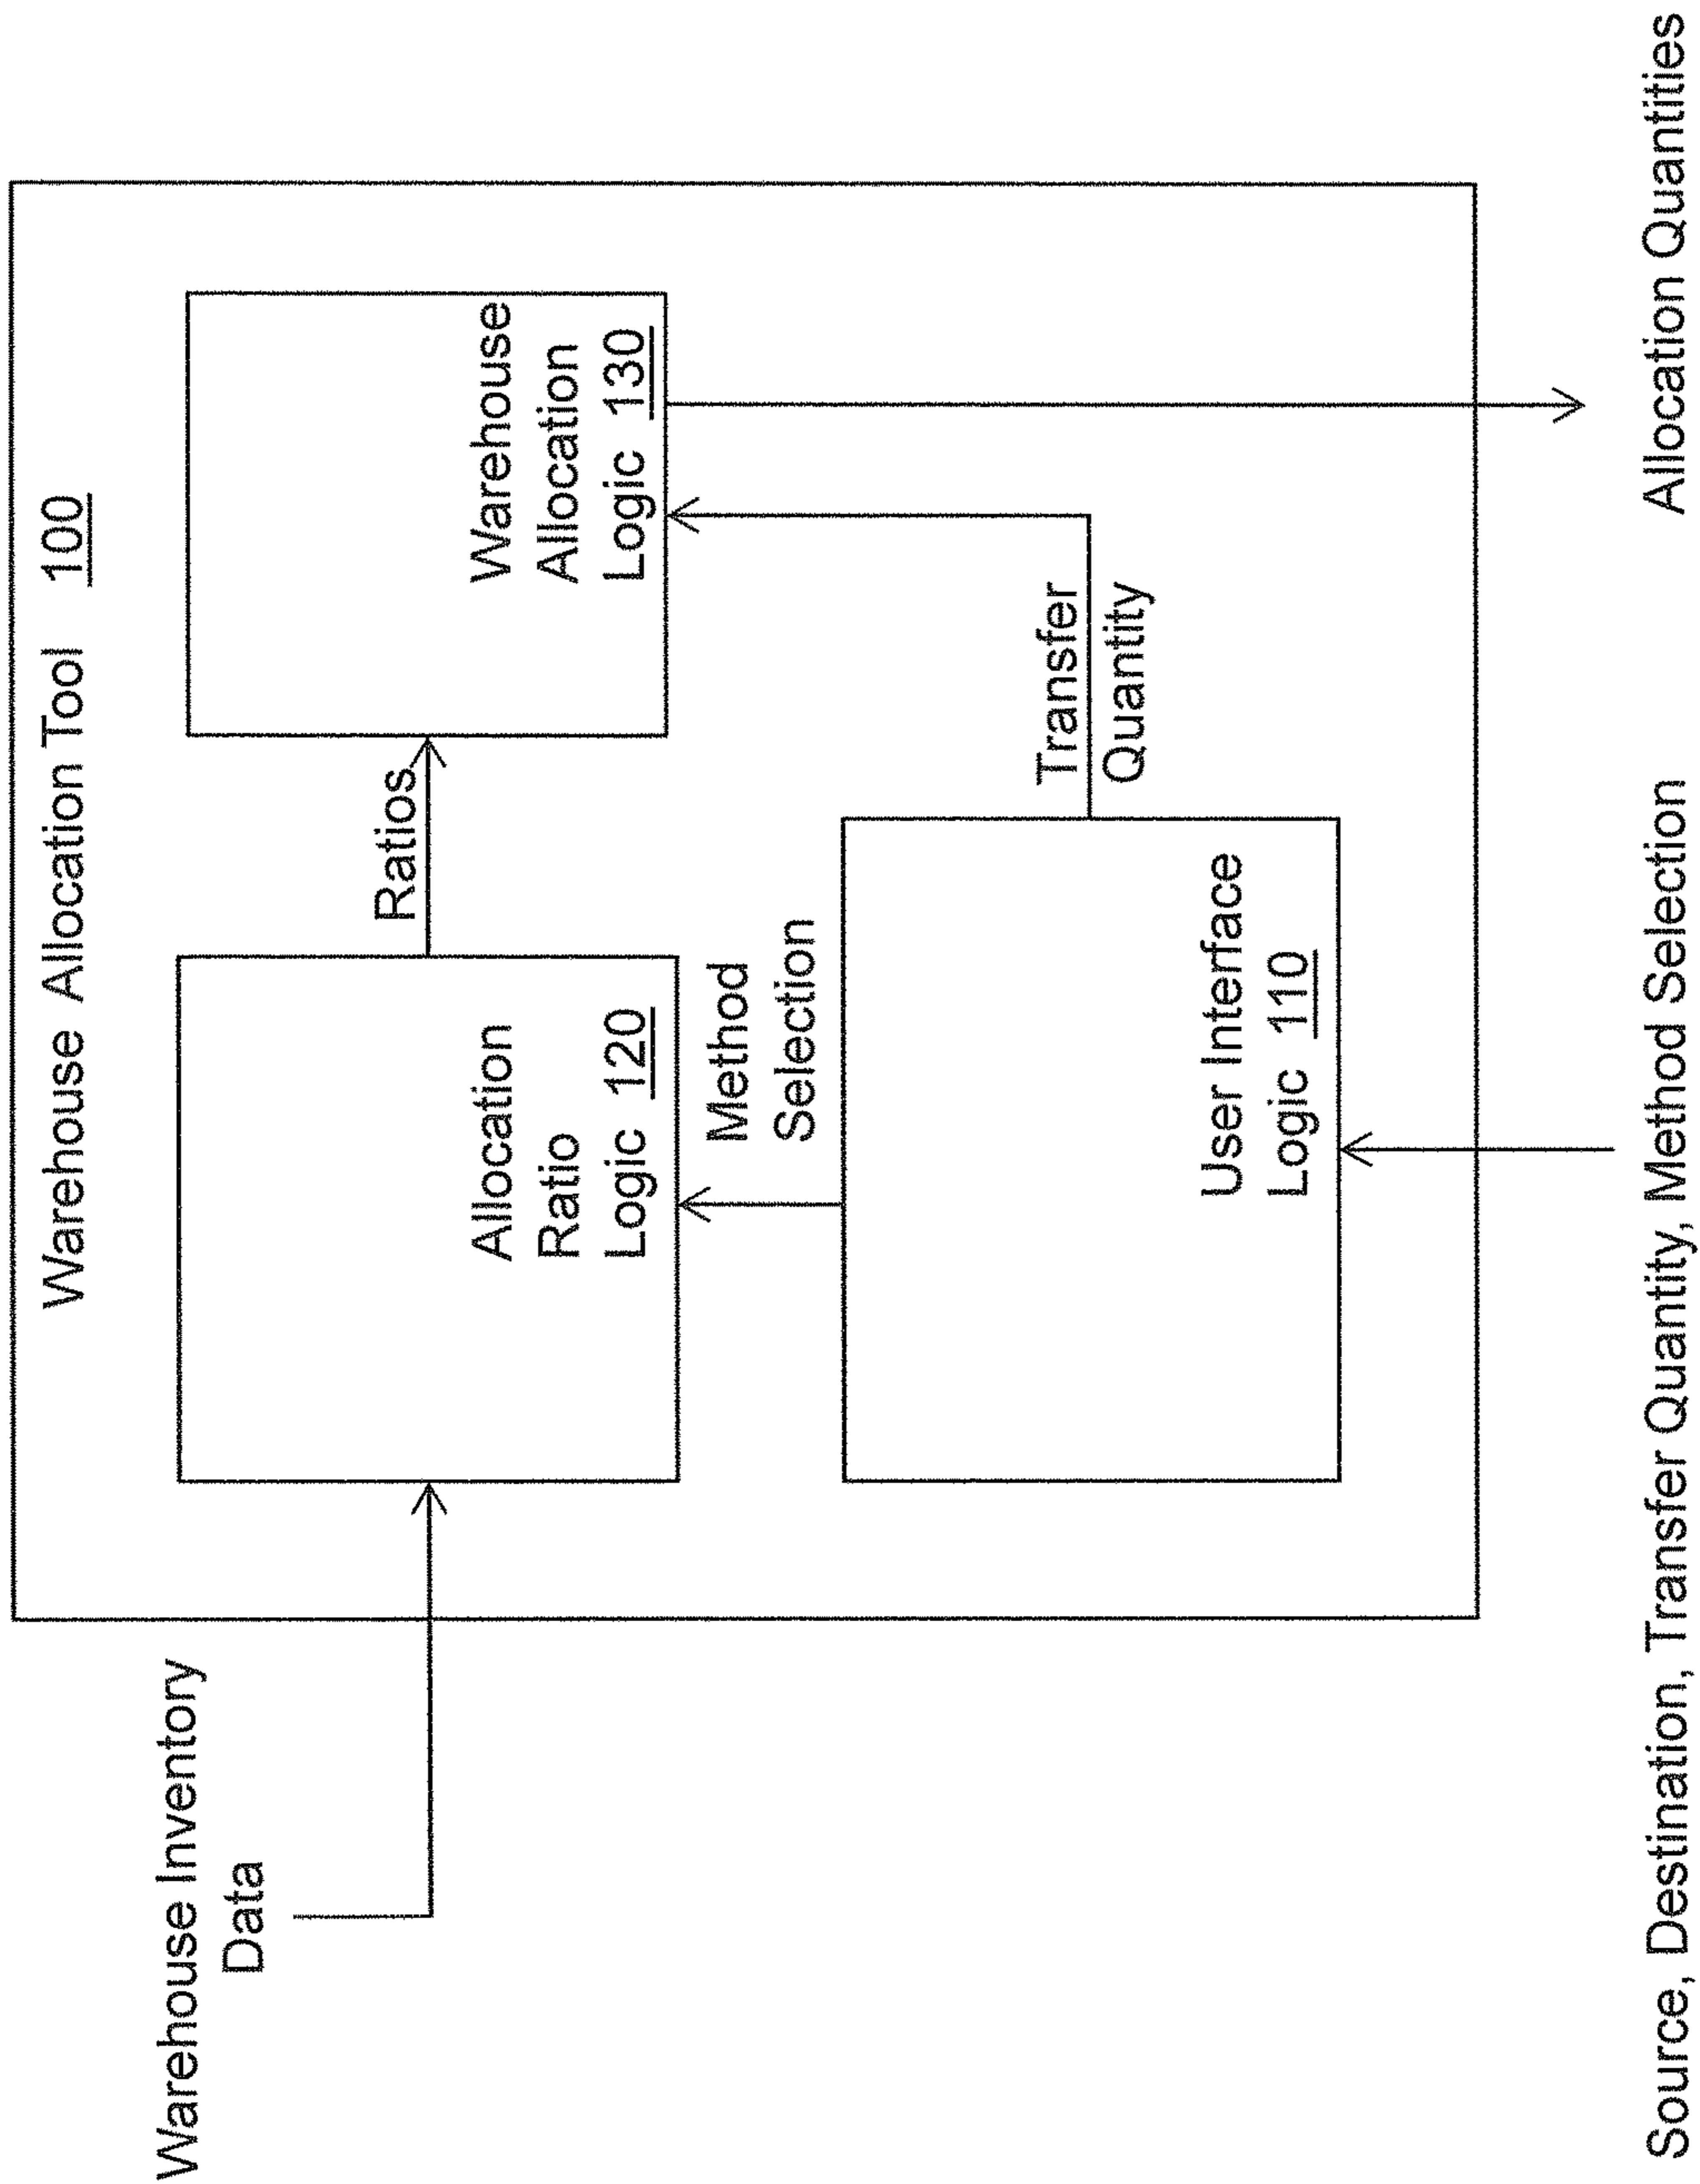 Warehouse Allocation Tool 100
Warehouse Inventory
Data
Allocation
Ratio
Logic 120
Ratios
Warehouse
Allocation
Logic 130
Method
Selection
User Interface
Logic 110
Transfer
Quantity
Source, Destination, Transfer Quantity, Method Selection
Allocation Quantities